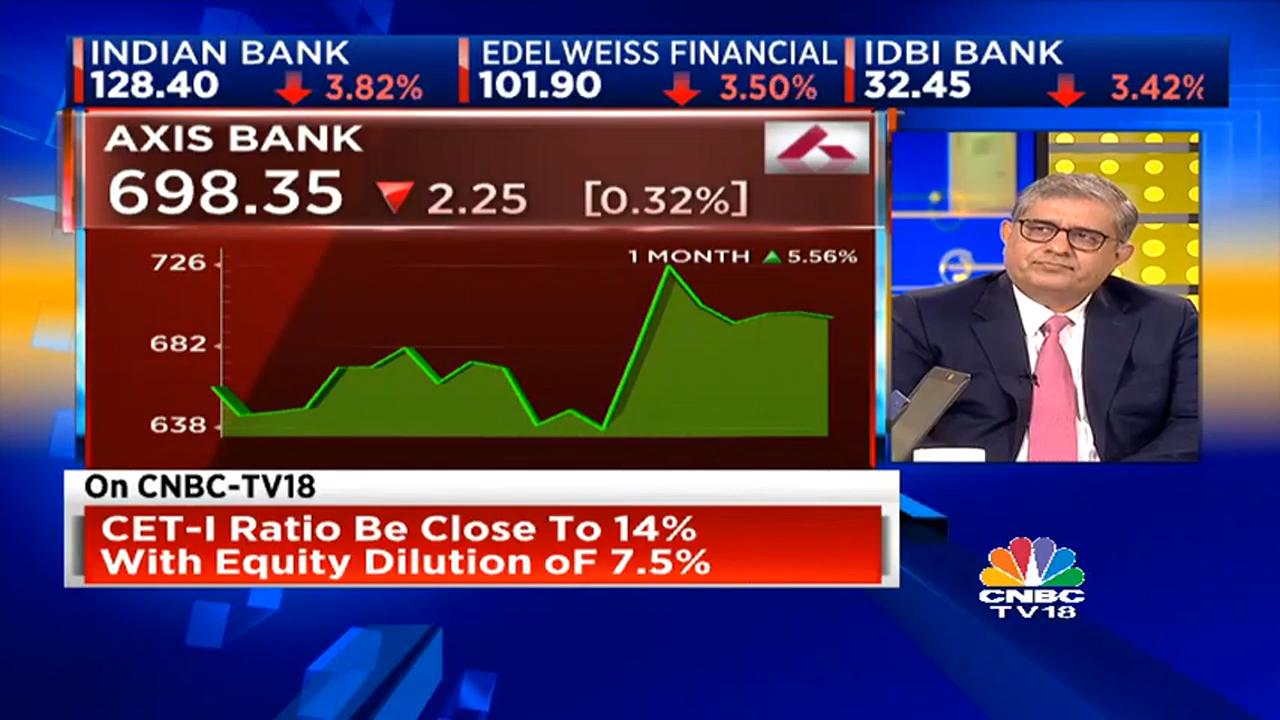 INDIAN BANK
128.40 3.82%
EDELWEISS FINANCIAL
101.90 3.50%
IDBI BANK
32.45 3.42%
AXIS BANK
698.35 2.25 [0.32%]
1 MONTH 5.56%
726
682
638
On CNBC-TV18
CET-I Ratio Be Close To 14%
With Equity Dilution oF 7.5%
CNBC
TV18